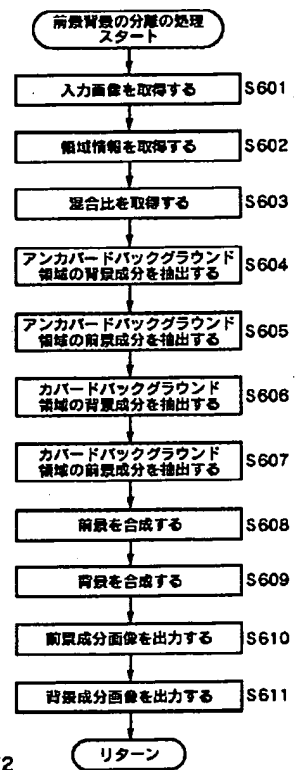 前景背景の分離の処理
スタート
入力画像を取得する S601
領域情報を取得する S602
混合比を取得する S603
アンカバードバックグラウンド
領域の背景成分を抽出する S604
アンカバードバックグラウンド
領域の前景成分を抽出する S605
カバードバックグラウンド
領域の背景成分を抽出する S606
カバードバックグラウンド
領域の前景成分を抽出する S607
前景を合成する S608
背景を合成する S609
前景成分画像を出力する S610
背景成分画像を出力する S611
リターン
2